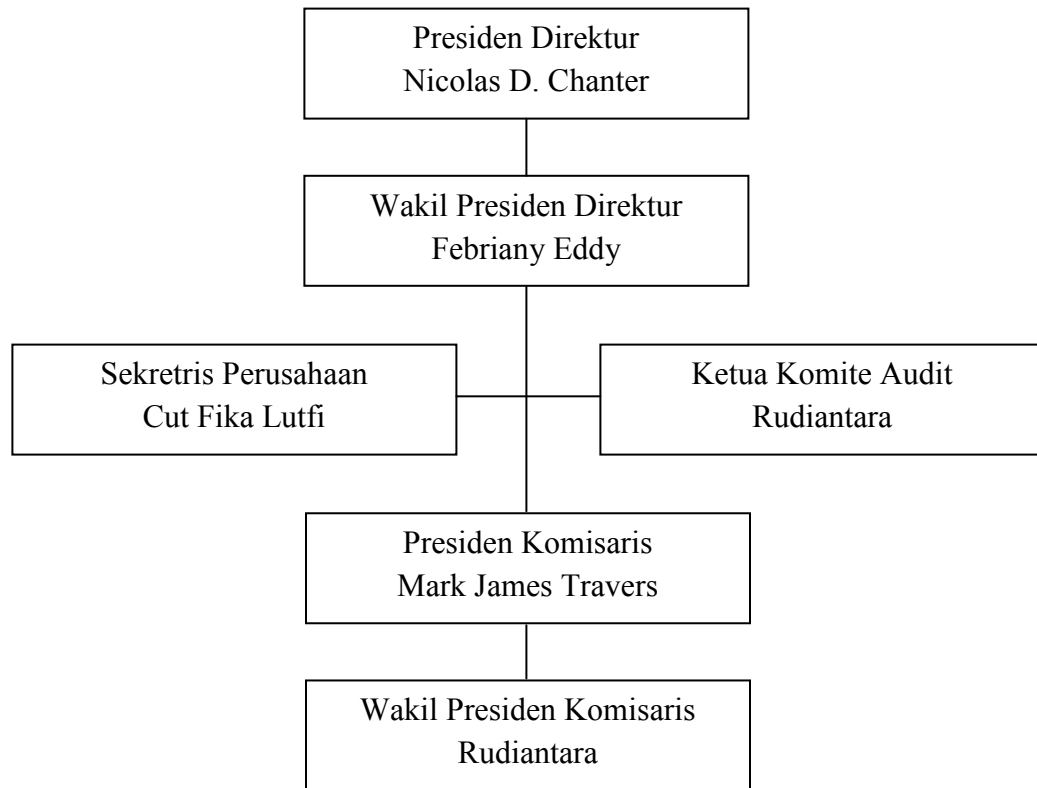 Presiden Direktur
Nicolas D. Chanter
Wakil Presiden Direktur
Febriany Eddy
Sekretris Perusahaan
Cut Fika Lutfi
Ketua Komite Audit
Rudiantara
Presiden Komisaris
Mark James Travers
Wakil Presiden Komisaris
Rudiantara